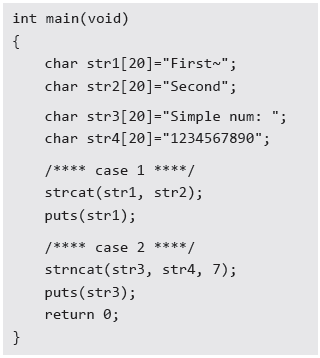 int main(void)
{
    char str1[20]="First~";
    char str2[20]="Second";
    char str3[20]="Simple num: ";
    char str4[20]="1234567890";
    /**** case 1 ****/
    strcat(str1, str2);
    puts(str1);
    /**** case 2 ****/
    strncat(str3, str4, 7);
    puts(str3);
    return 0;
}